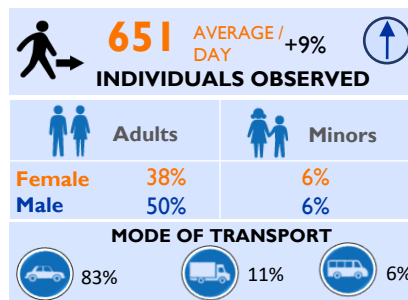 651 AVERAGE / DAY +9%
INDIVIDUALS OBSERVED
Adults Minors
Female 38% 6%
Male 50% 6%
MODE OF TRANSPORT
83% 11% 6%